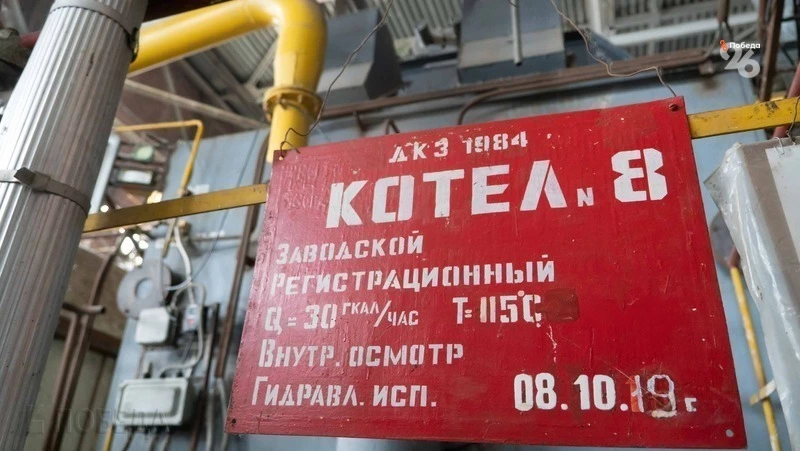 Победа
26
ДКЗ 1984
КОТЕЛ N 8
ЗАВОДСКОЙ
РЕГИСТРАЦИОННЫЙ
Q = 30 ГКАЛ/ЧАС T = 115°C
ВНУТР. ОСМОТР
ГИДРАВЛ. ИСП. 08.10.19 г.
ПОБЕДА